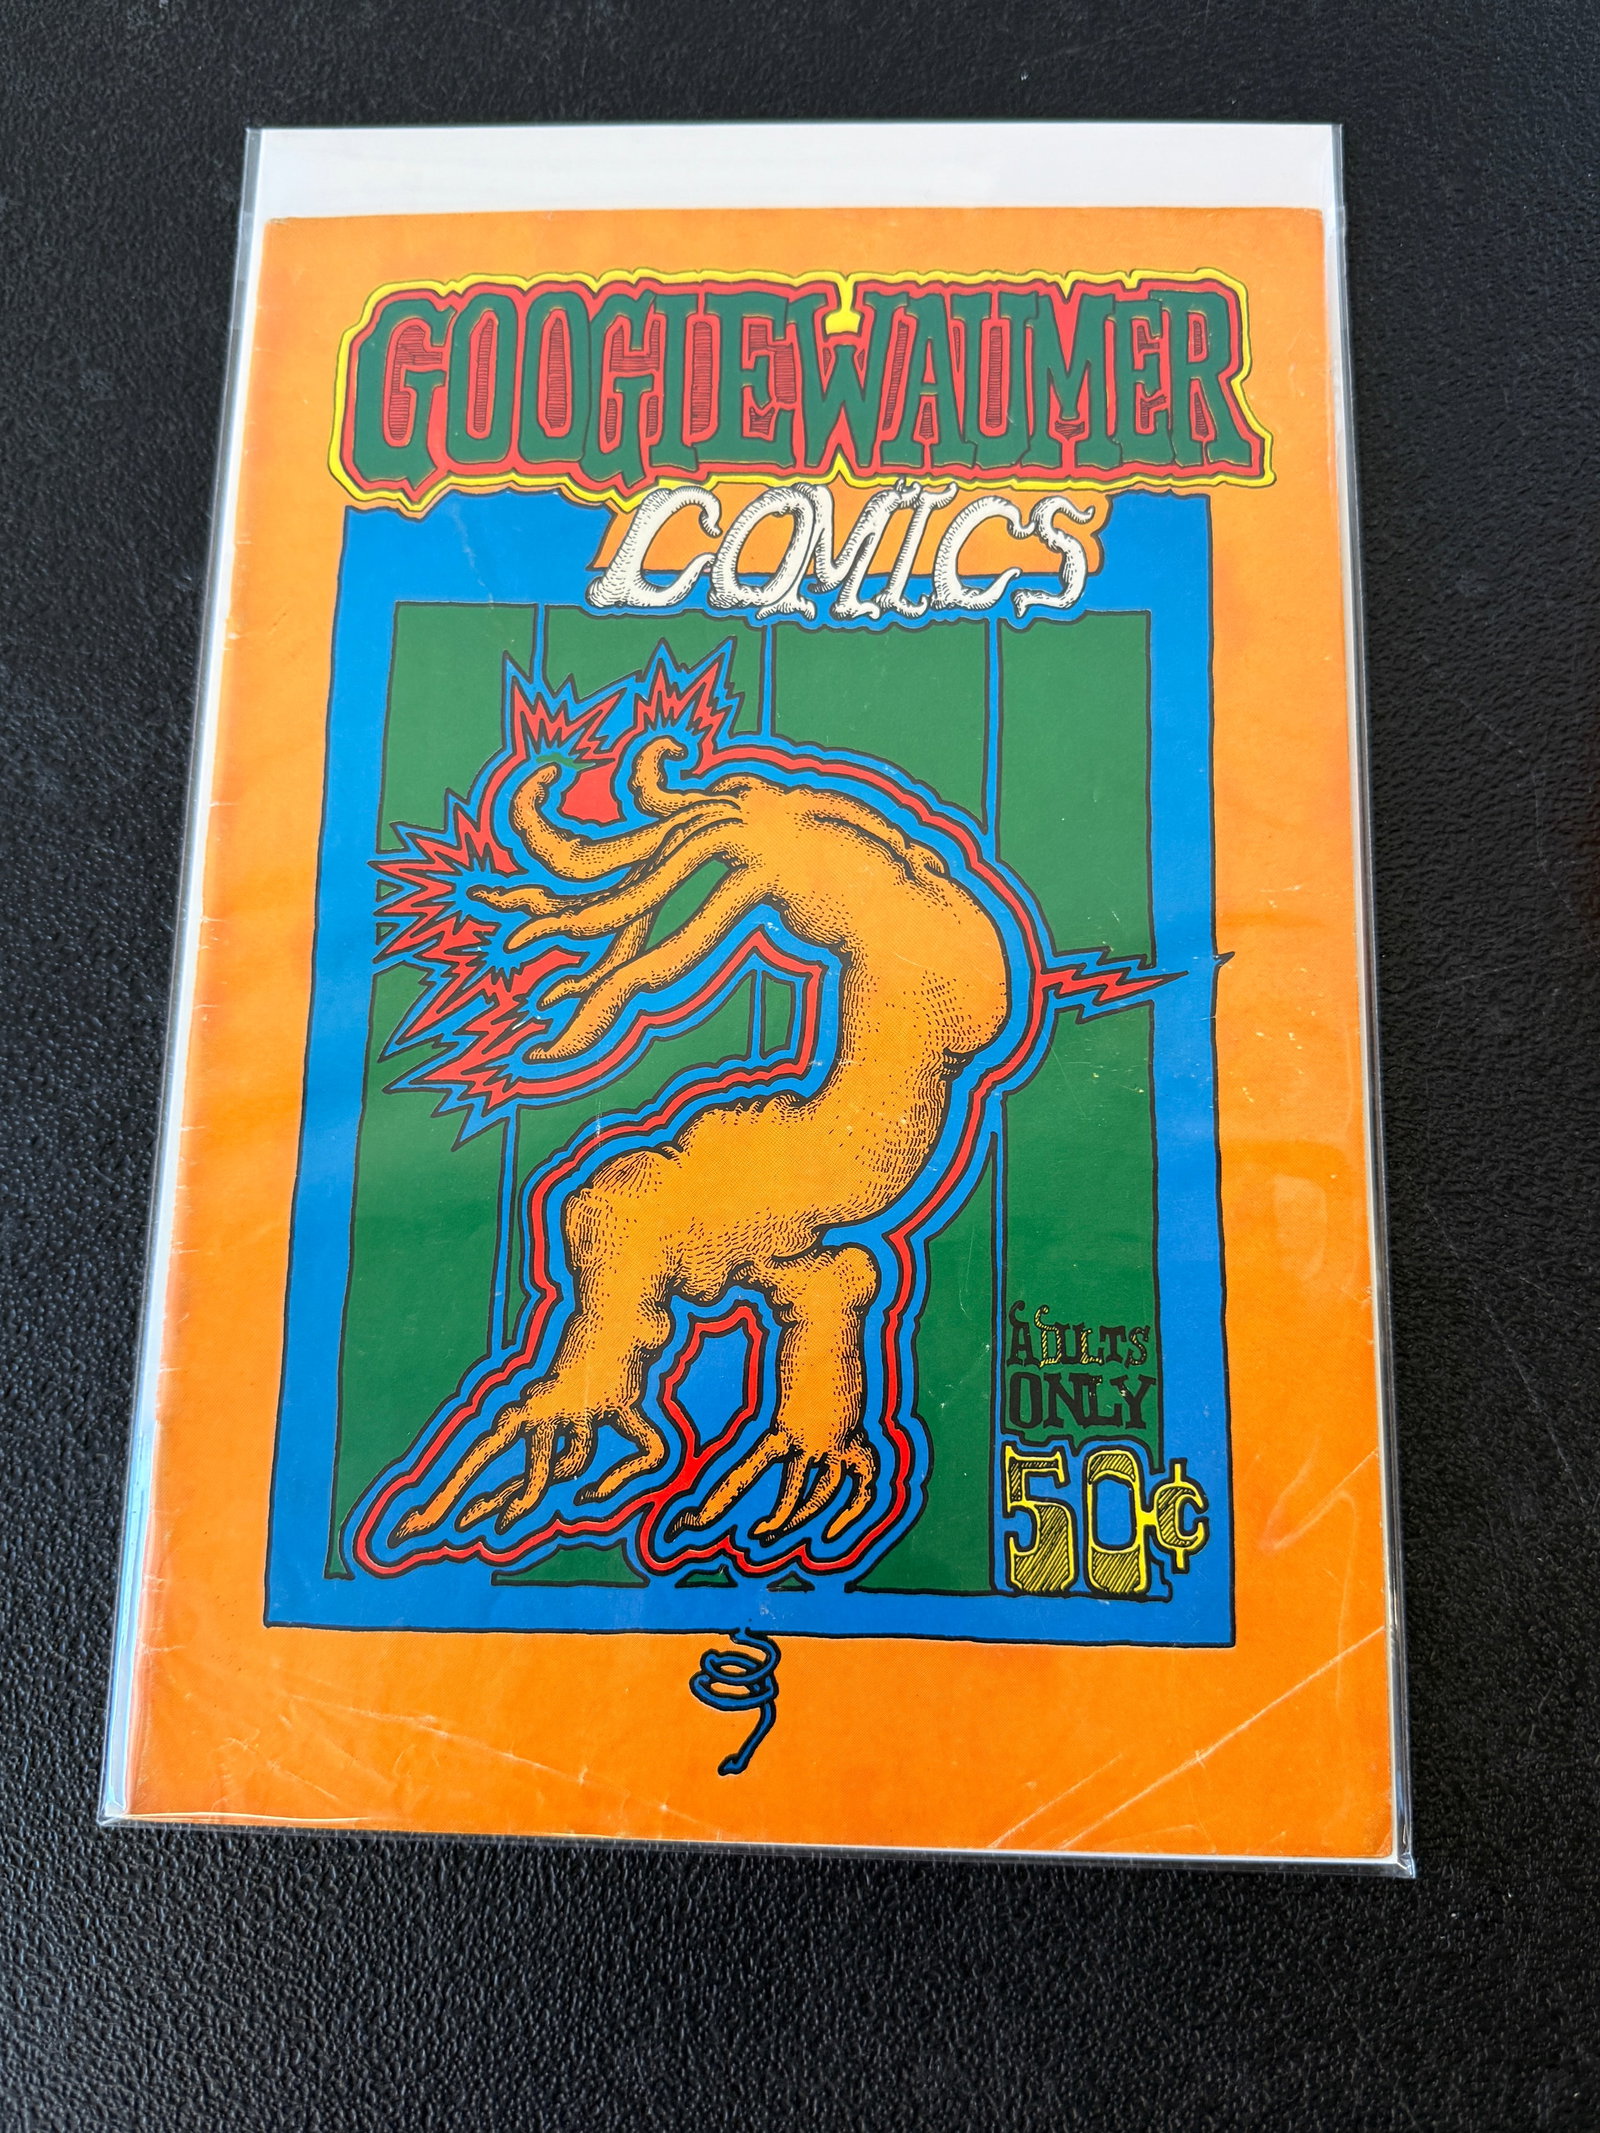 GOOGIEWAUMER
COMICS
ADULTS
ONLY
50¢